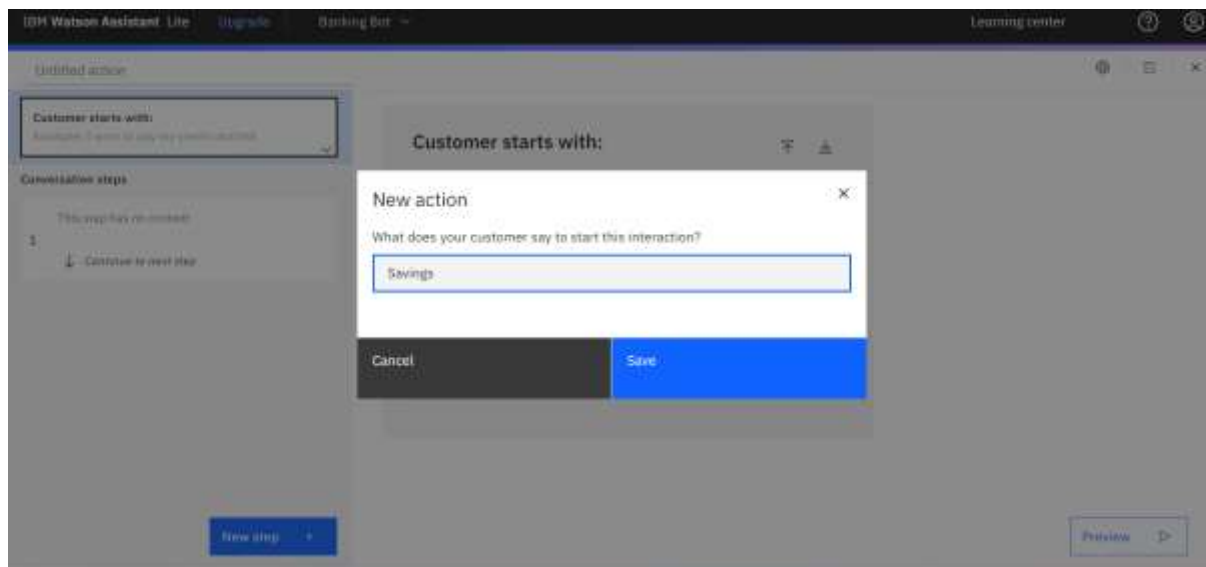 IBM Watson Assistant Lite Upgrade Banking Bot Learning center
Untitled action
Customer starts with:
Conversation steps
This step has no content
1
Continue to next step
New step +
Customer starts with:
New action
What does your customer say to start this interaction?
Savings
Cancel
Save
Preview